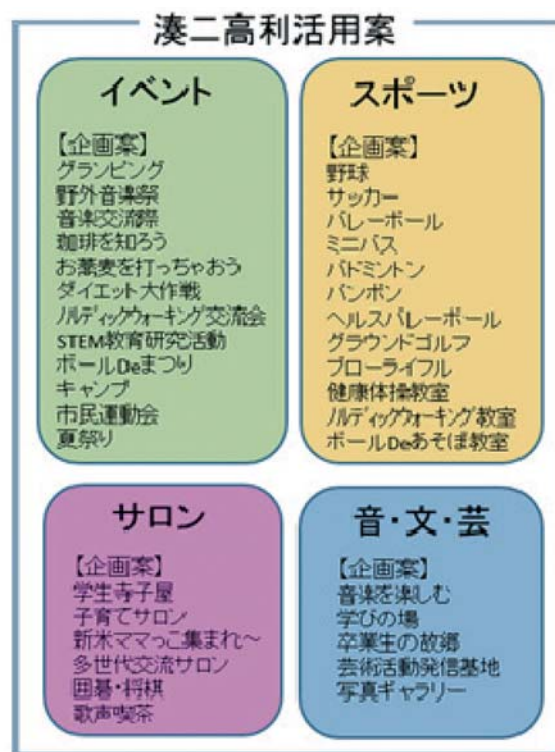 湊二高利活用案
イベント
【企画案】
グランピング
野外音楽祭
音楽交流際
珈琲を知ろう
お蕎麦を打っちゃおう
ダイエット大作戦
ノルディックウォーキング交流会
STEM教育研究活動
ボールDeまつり
キャンプ
市民運動会
夏祭り
スポーツ
【企画案】
野球
サッカー
バレーボール
ミニバス
バドミントン
パンポン
ヘルスバレーボール
グラウンドゴルフ
ブローライフル
健康体操教室
ノルディックウォーキング教室
ボールDeあそぼ教室
サロン
【企画案】
学生寺子屋
子育てサロン
新米ママっこ集まれ～
多世代交流サロン
囲碁・将棋
歌声喫茶
音・文・芸
【企画案】
音楽を楽しむ
学びの場
卒業生の故郷
芸術活動発信基地
写真ギャラリー